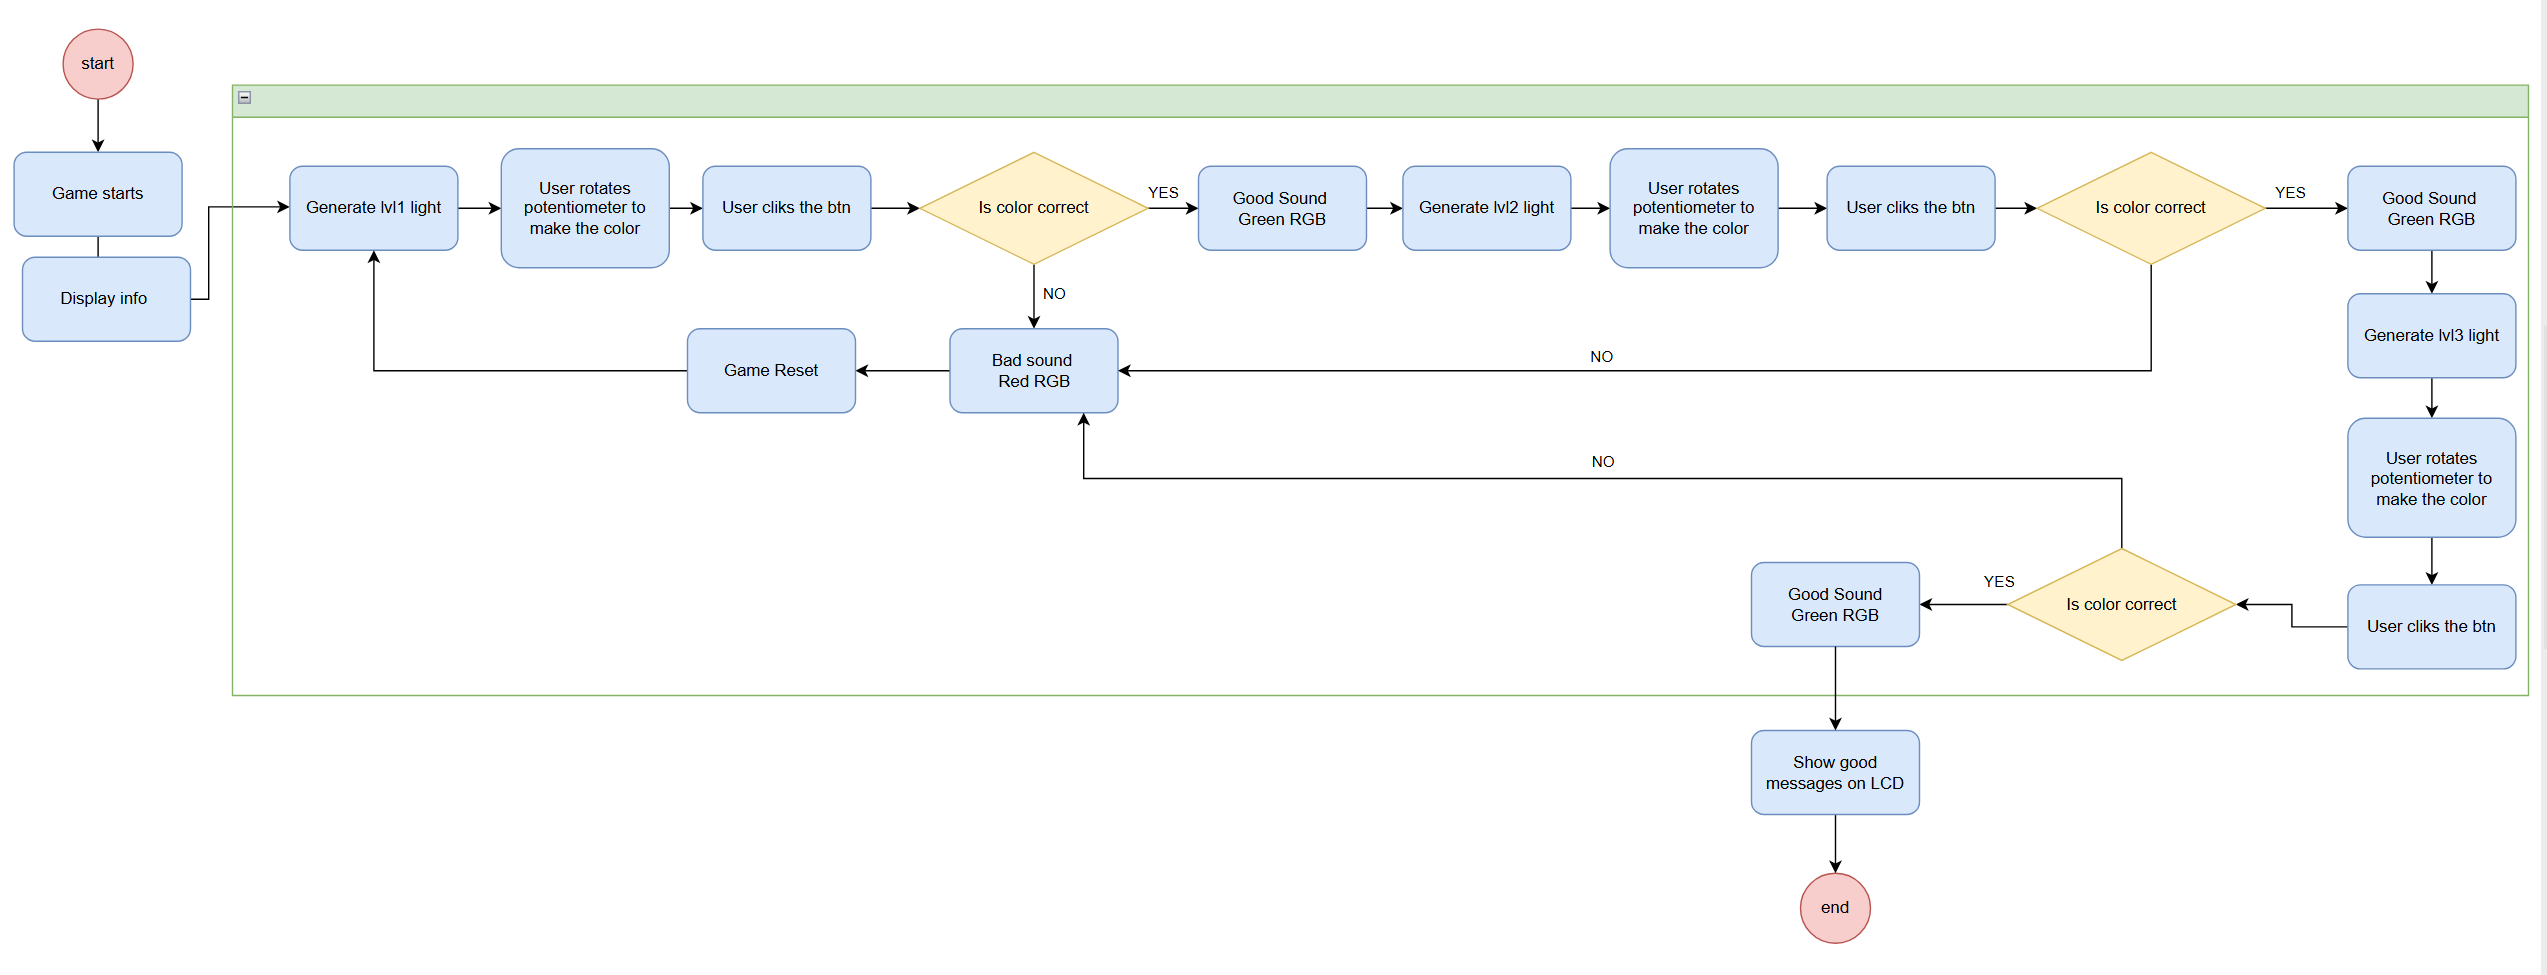 start
Game starts
Display info
Generate lvl1 light
User rotates
potentiometer to
make the color
User cliks the btn
Is color correct
YES
NO
Good Sound
Green RGB
Generate lvl2 light
User rotates
potentiometer to
make the color
User cliks the btn
Is color correct
YES
NO
Good Sound
Green RGB
Generate lvl3 light
User rotates
potentiometer to
make the color
User cliks the btn
Is color correct
NO
YES
Bad sound
Red RGB
Game Reset
Good Sound
Green RGB
Show good
messages on LCD
end